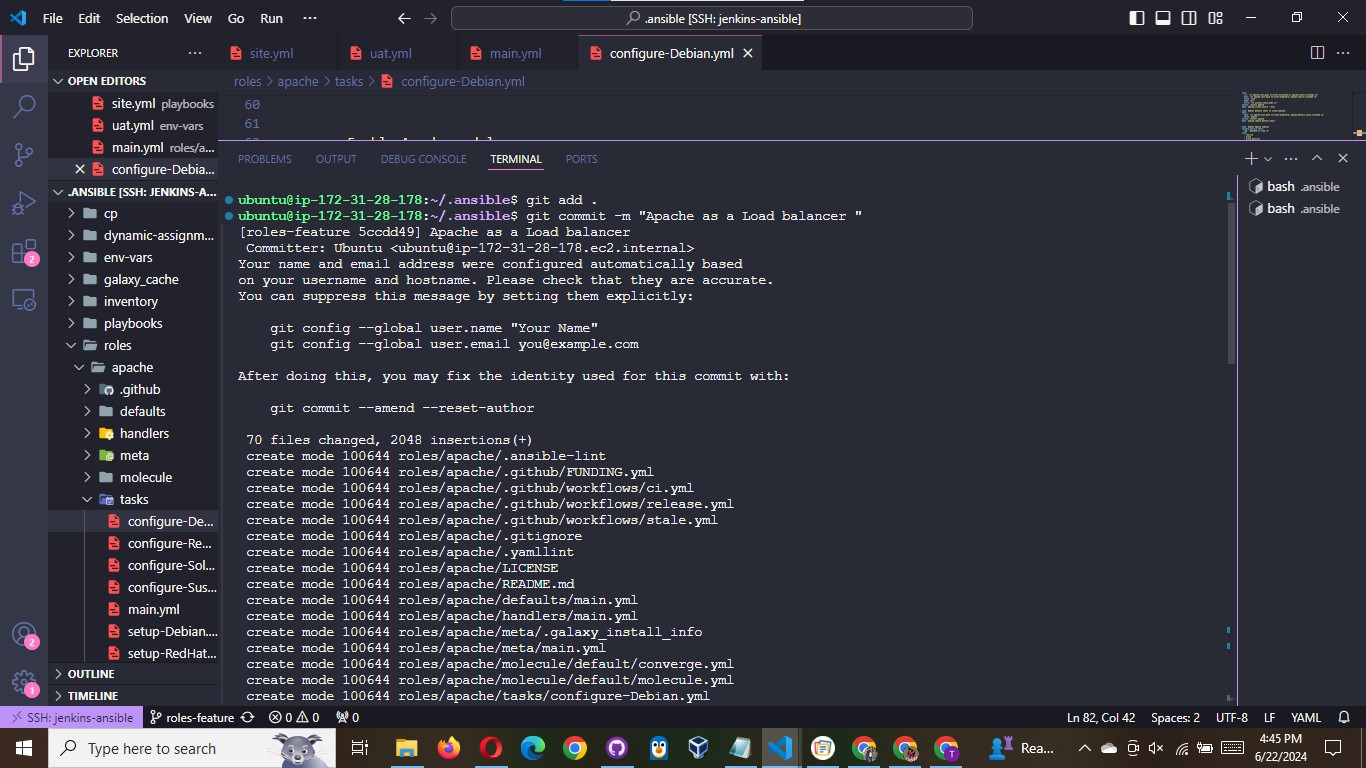 File Edit Selection View Go Run ··· .ansible [SSH: jenkins-ansible]
EXPLORER ···
site.yml uat.yml main.yml configure-Debian.yml
OPEN EDITORS
site.yml playbooks
uat.yml env-vars
main.yml roles/a...
configure-Debia...
.ANSIBLE [SSH: JENKINS-A...
cp
dynamic-assignm...
env-vars
galaxy_cache
inventory
playbooks
roles
apache
.github
defaults
handlers
meta
molecule
tasks
configure-De...
configure-Re...
configure-Sol...
configure-Sus...
main.yml
setup-Debian....
setup-RedHat...
OUTLINE
TIMELINE
roles > apache > tasks > configure-Debian.yml
60
61
PROBLEMS OUTPUT DEBUG CONSOLE TERMINAL PORTS
ubuntu@ip-172-31-28-178:~/.ansible$ git add .
ubuntu@ip-172-31-28-178:~/.ansible$ git commit -m "Apache as a Load balancer "
[roles-feature 5ccdd49] Apache as a Load balancer
Committer: Ubuntu <ubuntu@ip-172-31-28-178.ec2.internal>
Your name and email address were configured automatically based
on your username and hostname. Please check that they are accurate.
You can suppress this message by setting them explicitly:
git config --global user.name "Your Name"
git config --global user.email you@example.com
After doing this, you may fix the identity used for this commit with:
git commit --amend --reset-author
70 files changed, 2048 insertions(+)
create mode 100644 roles/apache/.ansible-lint
create mode 100644 roles/apache/.github/FUNDING.yml
create mode 100644 roles/apache/.github/workflows/ci.yml
create mode 100644 roles/apache/.github/workflows/release.yml
create mode 100644 roles/apache/.github/workflows/stale.yml
create mode 100644 roles/apache/.gitignore
create mode 100644 roles/apache/.yamllint
create mode 100644 roles/apache/LICENSE
create mode 100644 roles/apache/README.md
create mode 100644 roles/apache/defaults/main.yml
create mode 100644 roles/apache/handlers/main.yml
create mode 100644 roles/apache/meta/.galaxy_install_info
create mode 100644 roles/apache/meta/main.yml
create mode 100644 roles/apache/molecule/default/converge.yml
create mode 100644 roles/apache/molecule/default/molecule.yml
create mode 100644 roles/apache/tasks/configure-Debian.yml
bash .ansible
bash .ansible
2
2
1
SSH: jenkins-ansible roles-feature 0 0 0 Ln 82, Col 42 Spaces: 2 UTF-8 LF YAML
Type here to search
Rea...
4:45 PM
6/22/2024